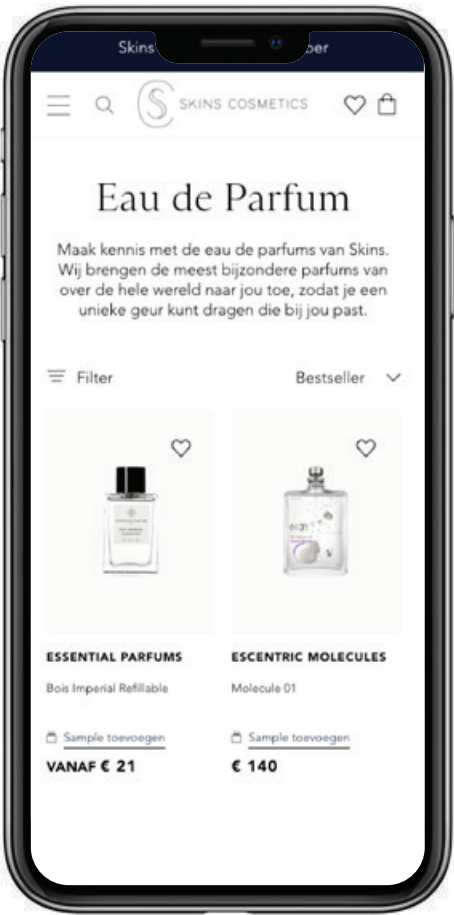 Skins
SKINS COSMETICS
Eau de Parfum
Maak kennis met de eau de parfums van Skins.
Wij brengen de meest bijzondere parfums van
over de hele wereld naar jou toe, zodat je een
unieke geur kunt dragen die bij jou past.
Filter
Bestseller
ESSENTIAL PARFUMS
ESCENTRIC MOLECULES
Bois Imperial Refillable
Molecule 01
Sample toevoegen
Sample toevoegen
VANAF € 21
€ 140